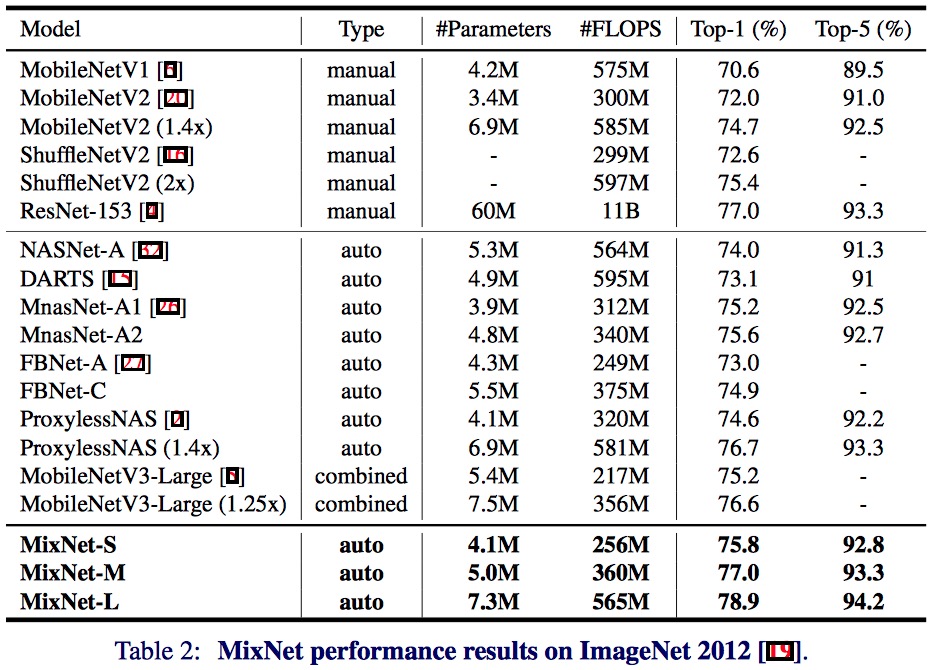 Model Type #Parameters #FLOPS Top-1 (%) Top-5 (%)
MobileNetV1 [] manual 4.2M 575M 70.6 89.5
MobileNetV2 [20] manual 3.4M 300M 72.0 91.0
MobileNetV2 (1.4x) manual 6.9M 585M 74.7 92.5
ShuffleNetV2 [16] manual - 299M 72.6 -
ShuffleNetV2 (2x) manual - 597M 75.4 -
ResNet-153 [] manual 60M 11B 77.0 93.3
NASNet-A [32] auto 5.3M 564M 74.0 91.3
DARTS [15] auto 4.9M 595M 73.1 91
MnasNet-A1 [26] auto 3.9M 312M 75.2 92.5
MnasNet-A2 auto 4.8M 340M 75.6 92.7
FBNet-A [27] auto 4.3M 249M 73.0 -
FBNet-C auto 5.5M 375M 74.9 -
ProxylessNAS [2] auto 4.1M 320M 74.6 92.2
ProxylessNAS (1.4x) auto 6.9M 581M 76.7 93.3
MobileNetV3-Large [] combined 5.4M 217M 75.2 -
MobileNetV3-Large (1.25x) combined 7.5M 356M 76.6 -
MixNet-S auto 4.1M 256M 75.8 92.8
MixNet-M auto 5.0M 360M 77.0 93.3
MixNet-L auto 7.3M 565M 78.9 94.2
Table 2: MixNet performance results on ImageNet 2012 [19].